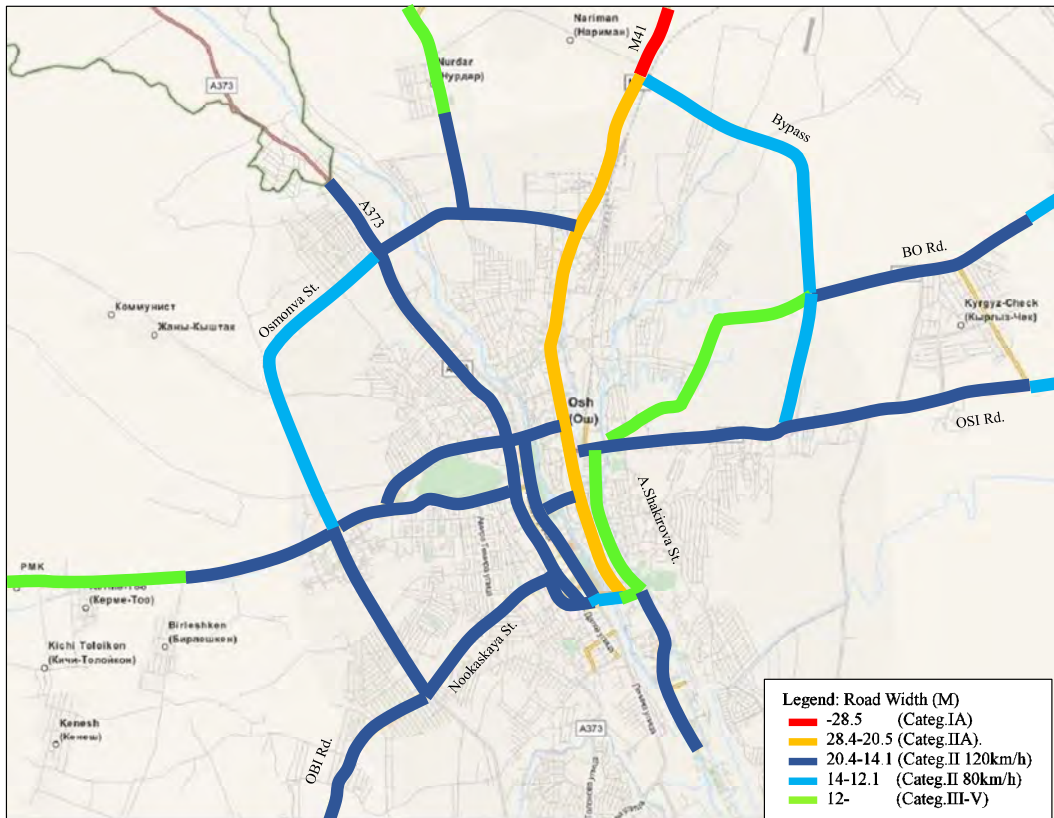 Nariman
(Нариман)
M41
Nurdar
(Нурдар)
A373
Bypass
A373
BO Rd.
Osmonva St.
Коммунист
Жаны-Кыштак
Kyrgyz-Check
(Кыргыз-Чек)
Osh
(Ош)
OSI Rd.
A.Shakirova St.
PMK
(Керме-Тоо)
Birleshken
(Бирлешкен)
Kichi Toloikon
(Кичи-Толойкон)
Nookaskaya St.
Kenesh
(Кенеш)
OBI Rd.
A373
Legend: Road Width (M)
-28.5 (Categ.IA)
28.4-20.5 (Categ.IIA).
20.4-14.1 (Categ.II 120km/h)
14-12.1 (Categ.II 80km/h)
12- (Categ.III-V)